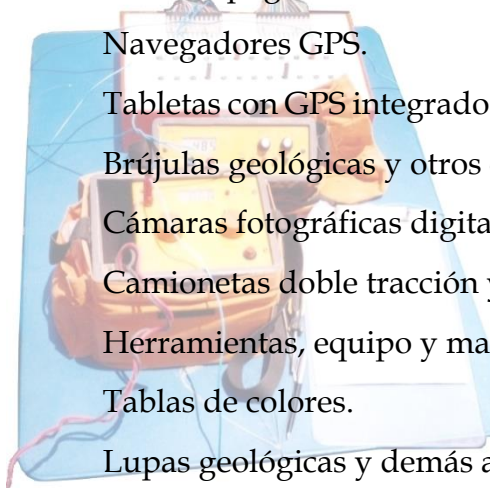 Navegadores GPS.
Tabletas con GPS integrado
Brújulas geológicas y otros
Cámaras fotográficas digita
Camionetas doble tracción y
Herramientas, equipo y ma
Tablas de colores.
Lupas geológicas y demás a